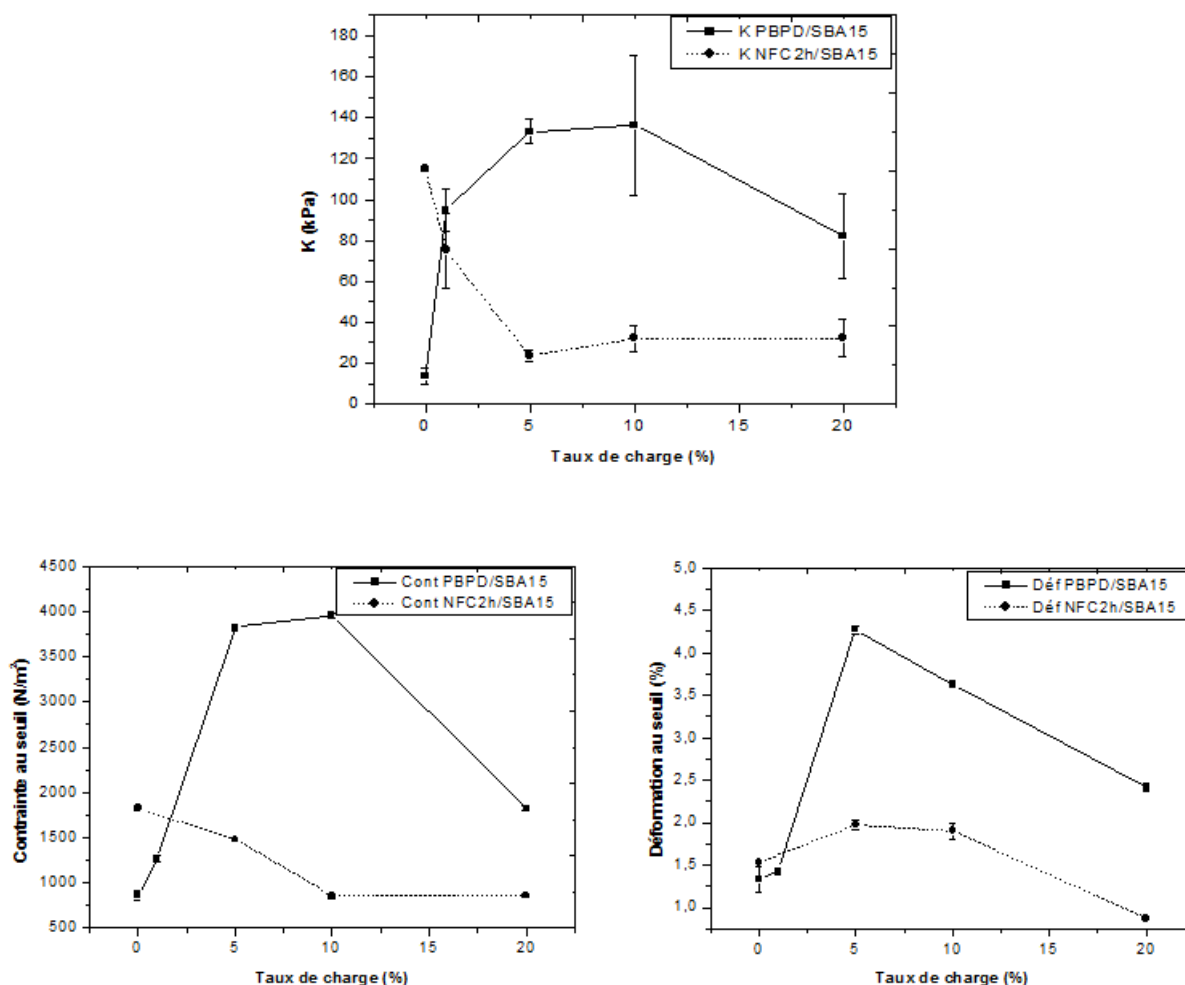 K PBPD/SBA15
K NFC2h/SBA15
180
160
140
120
100
80
60
40
20
0
K (kPa)
0 5 10 15 20
Taux de charge (%)
Cont PBPD/SBA15
Cont NFC2h/SBA15
4500
4000
3500
3000
2500
2000
1500
1000
500
Contrainte au seuil (N/m²)
0 5 10 15 20
Taux de charge (%)
Déf PBPD/SBA15
Déf NFC2h/SBA15
5,0
4,5
4,0
3,5
3,0
2,5
2,0
1,5
1,0
Déformation au seuil (%)
0 5 10 15 20
Taux de charge (%)